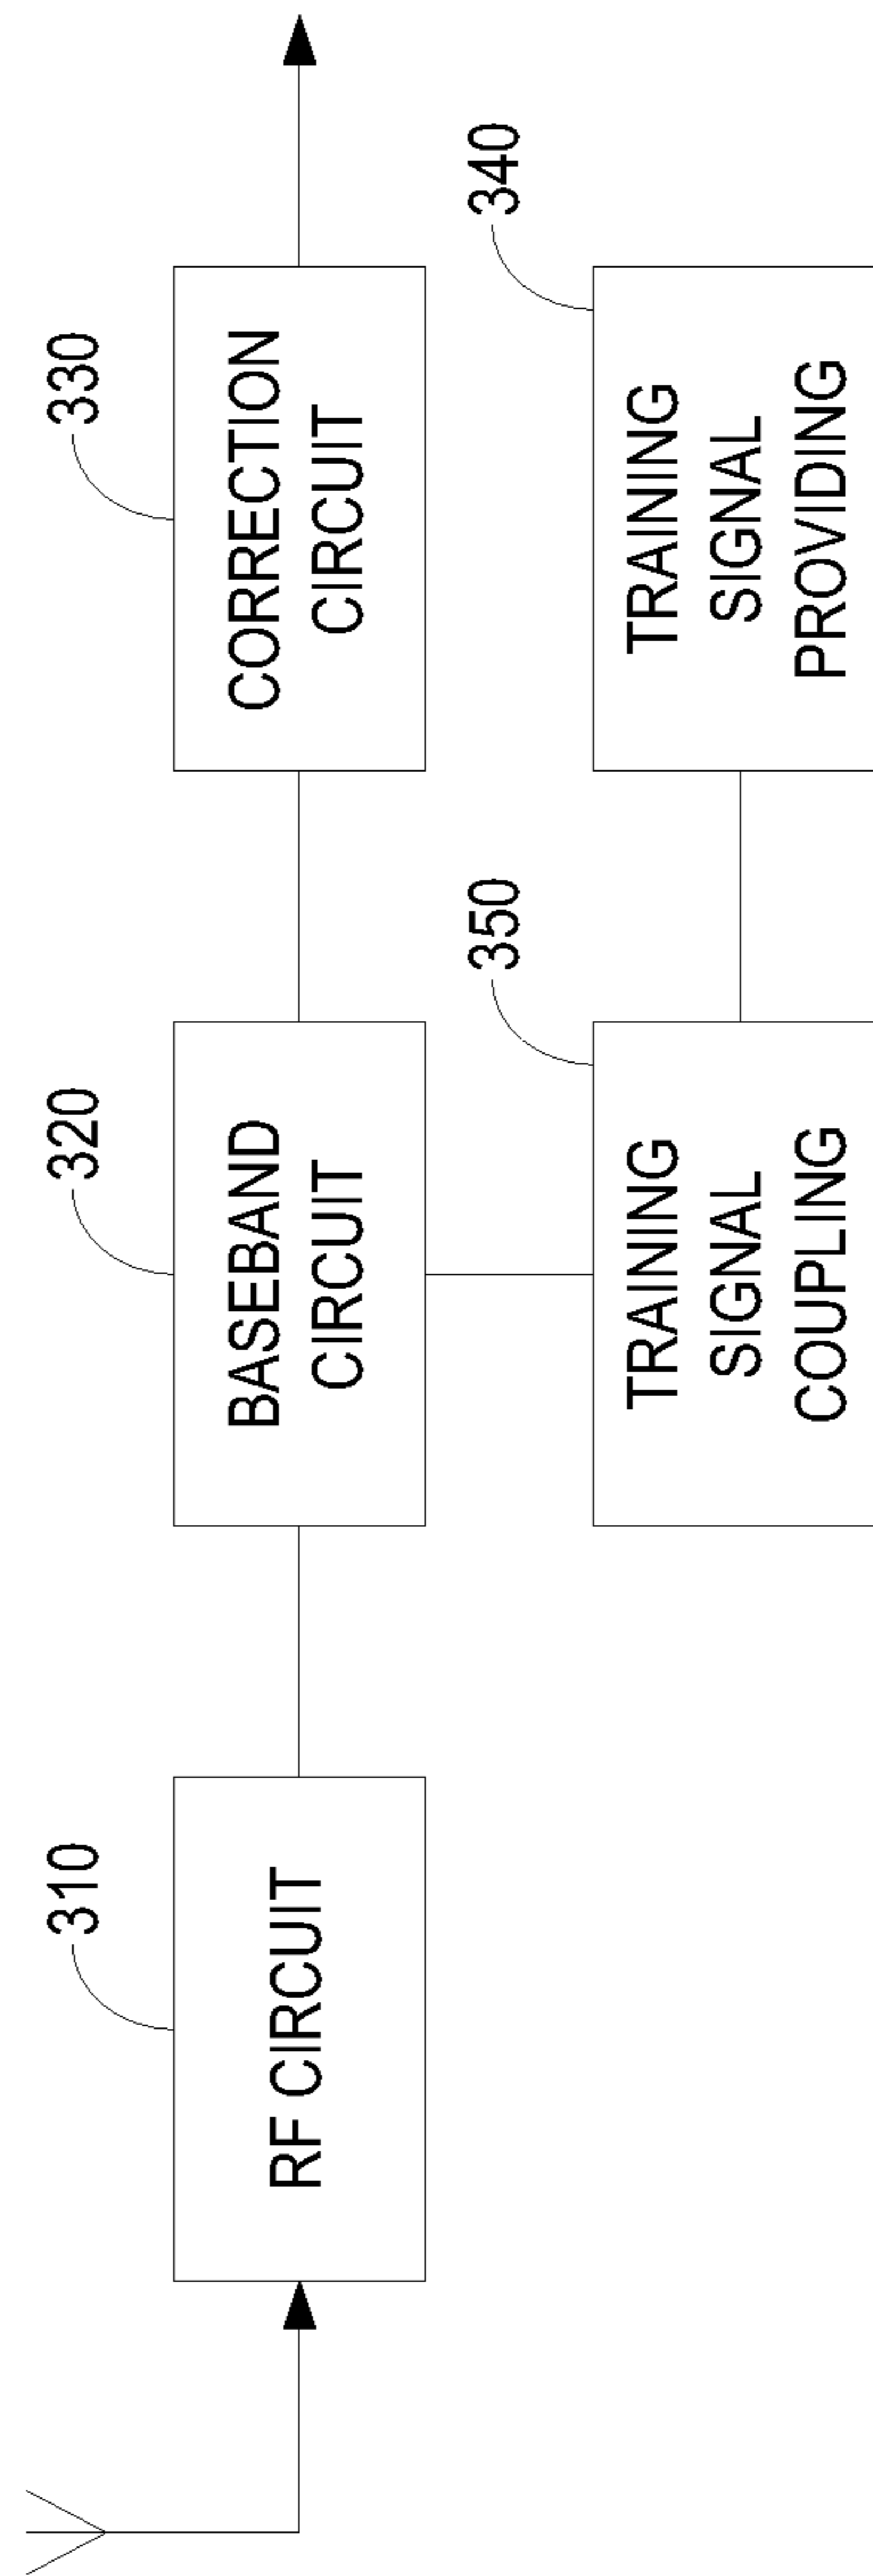 310
320
330
RF CIRCUIT
BASEBAND
CIRCUIT
CORRECTION
CIRCUIT
350
340
TRAINING
SIGNAL
COUPLING
TRAINING
SIGNAL
PROVIDING